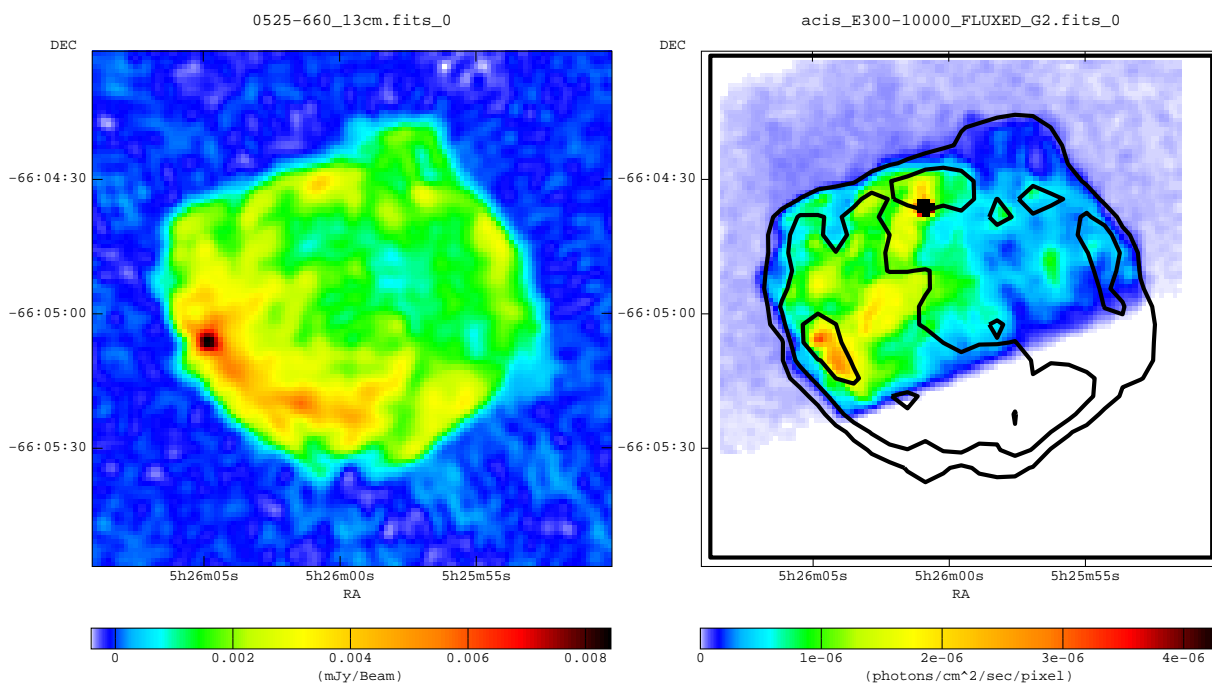 0525-660_13cm.fits_0
acis_E300-10000_FLUXED_G2.fits_0
DEC
DEC
-66:04:30
-66:04:30
-66:05:00
-66:05:00
-66:05:30
-66:05:30
5h26m05s 5h26m00s 5h25m55s
5h26m05s 5h26m00s 5h25m55s
RA
RA
0 0.002 0.004 0.006 0.008
(mJy/Beam)
0 1e-06 2e-06 3e-06 4e-06
(photons/cm^2/sec/pixel)